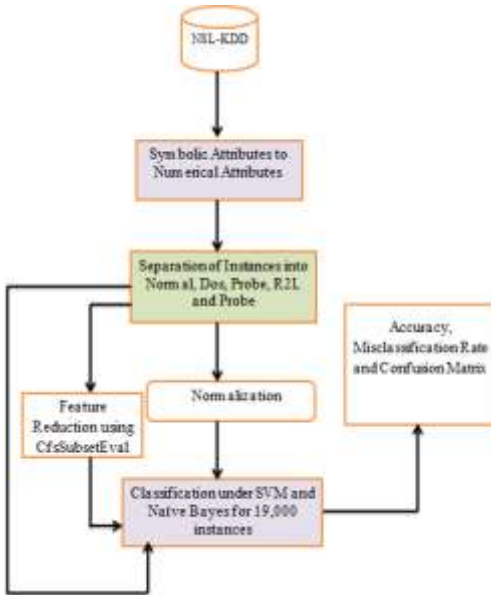 NSL-KDD
Symbolic Attributes to
Numerical Attributes
Separation of Instances into
Normal, Dos, Probe, R2L
and Probe
Accuracy,
Misclassification Rate
and Confusion Matrix
Normalization
Feature
Reduction using
CfsSubsetEval
Classification under SVM and
Naïve Bayes for 19,000
instances